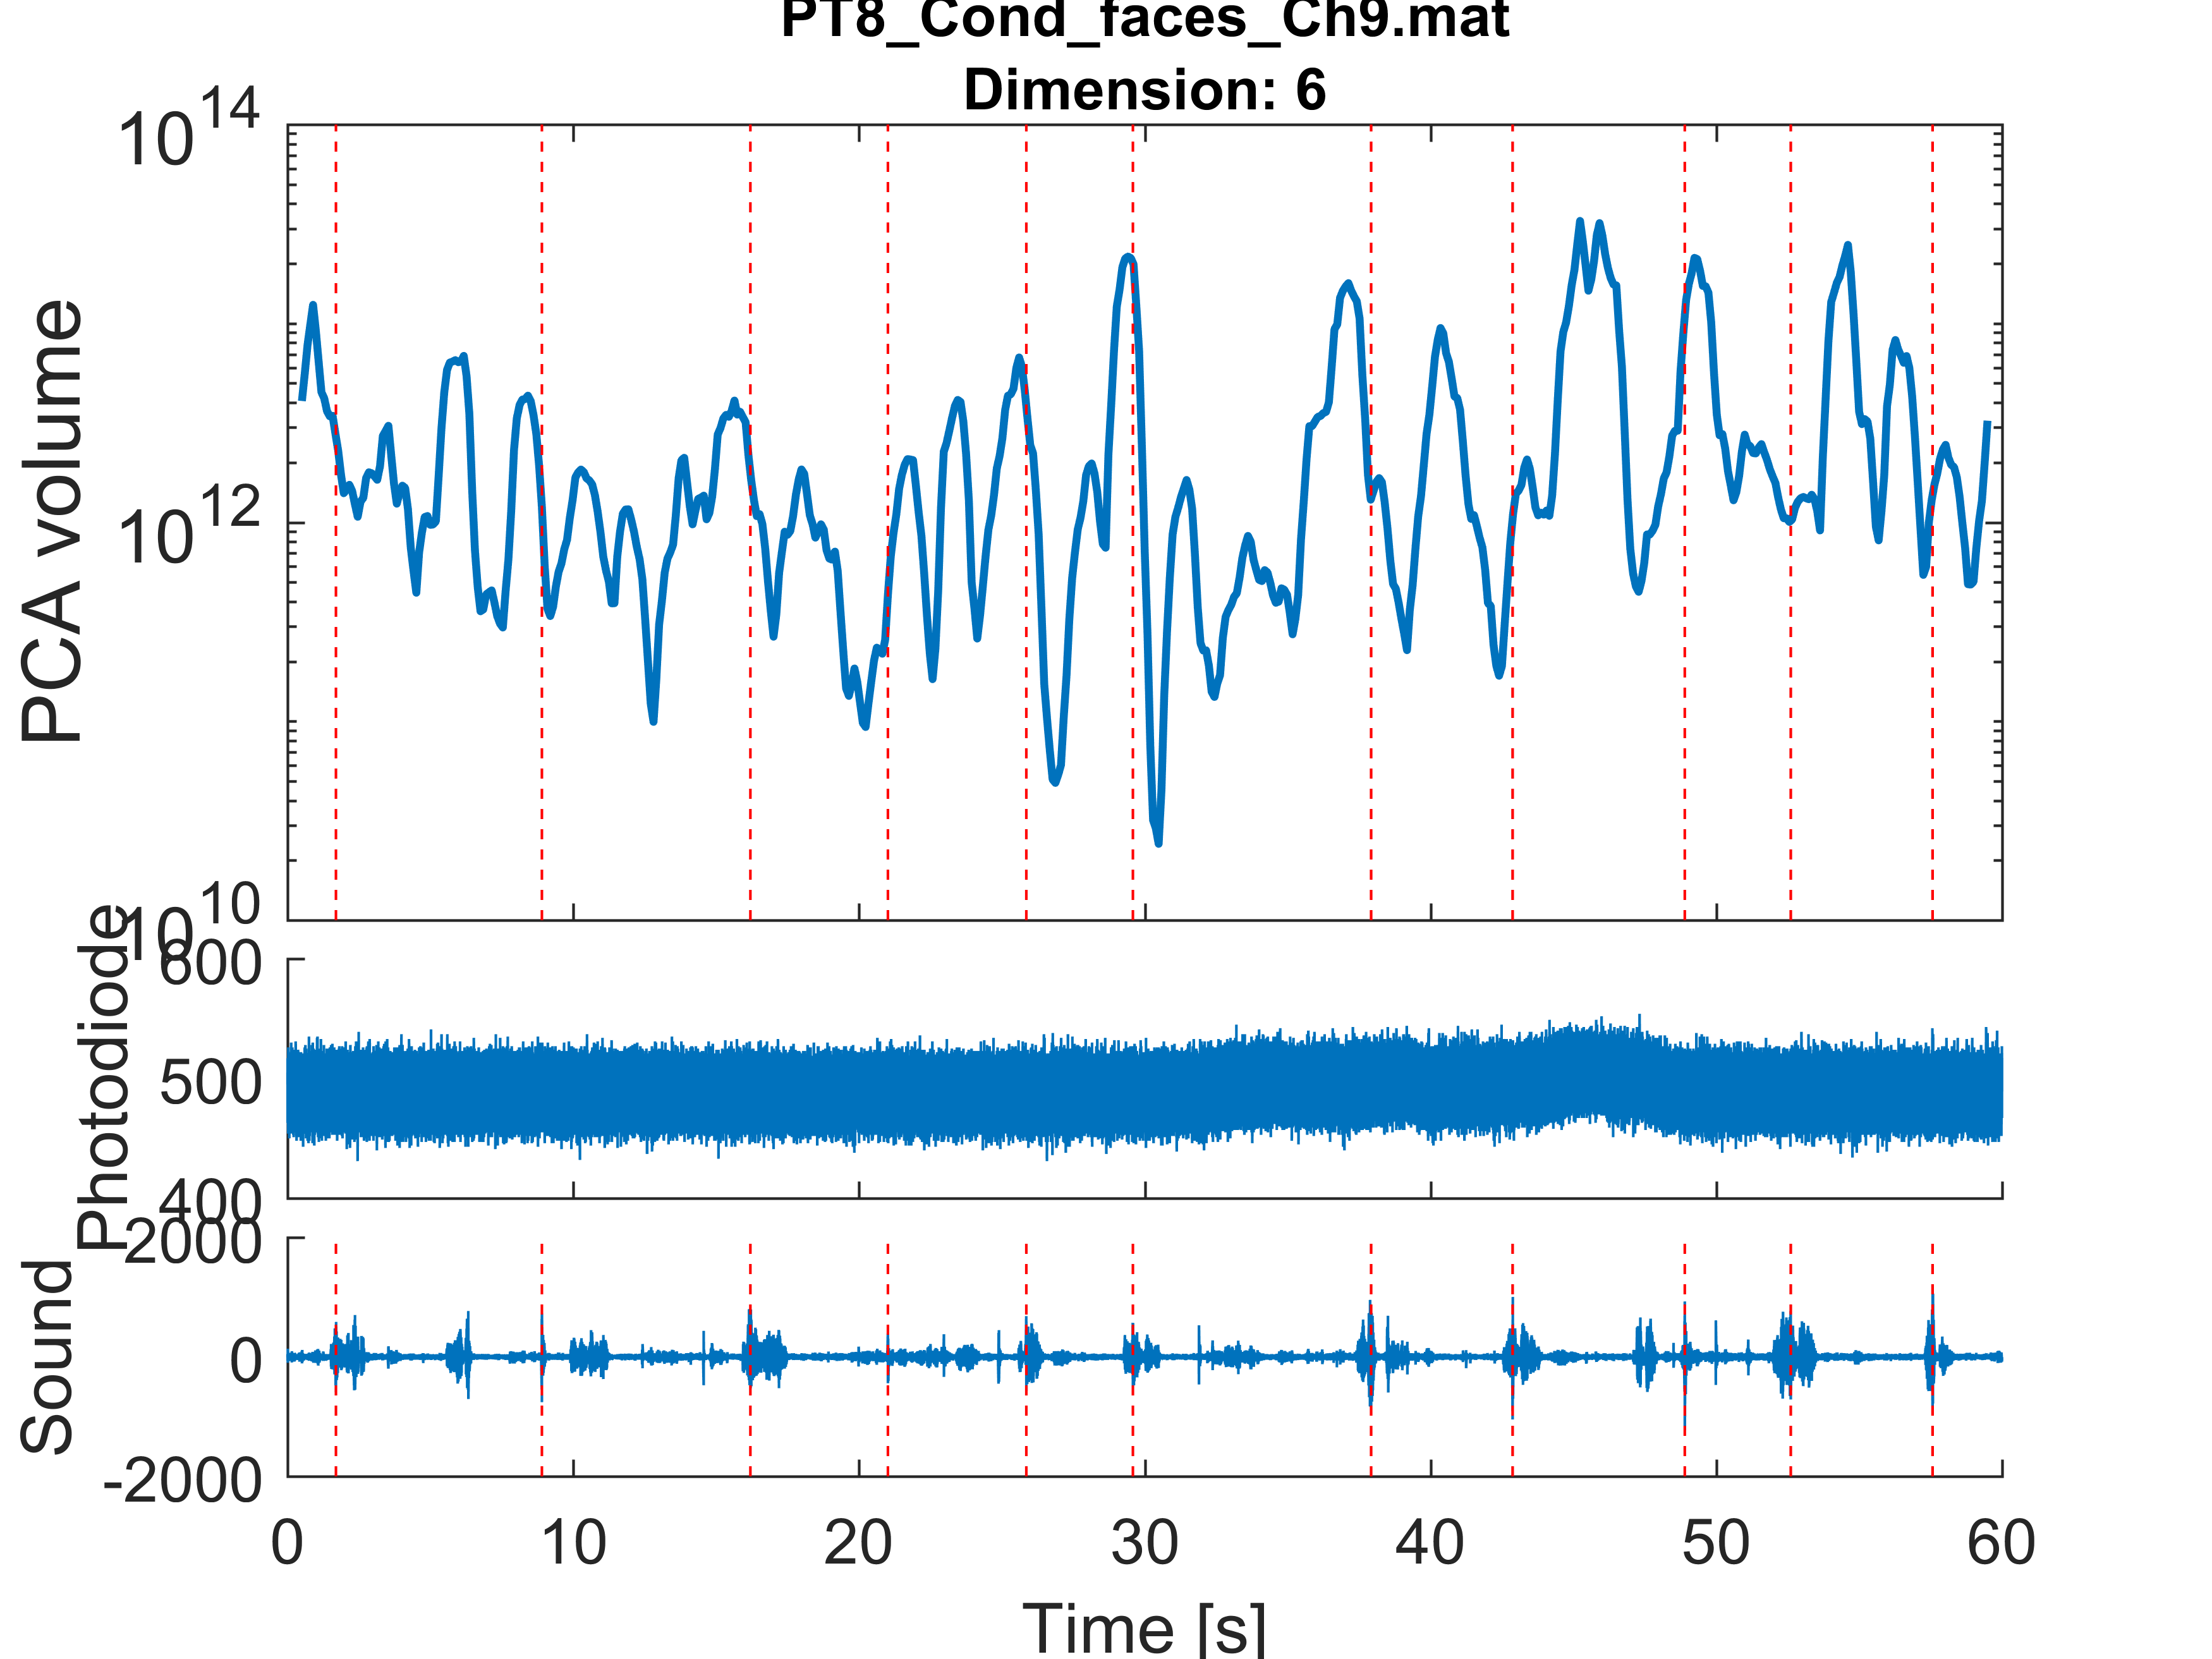 PT8_Cond_faces_Ch9.mat
Dimension: 6
10^14
10^12
10^10
PCA volume
600
500
400
Photodiode
2000
0
-2000
Sound
0 10 20 30 40 50 60
Time [s]